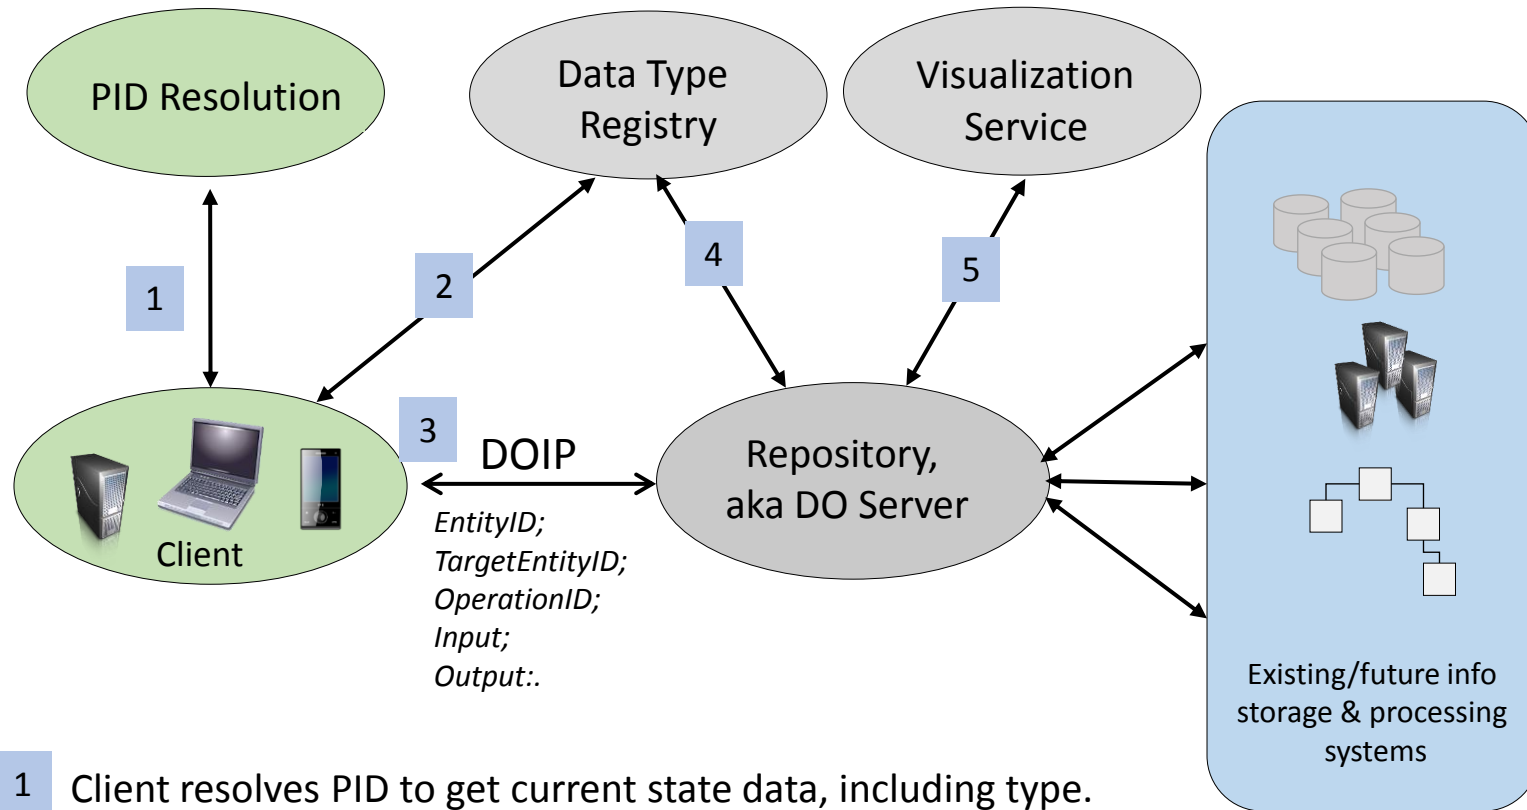 PID Resolution
Data Type
Registry
Visualization
Service
1
2
4
5
3
DOIP
Client
EntityID;
TargetEntityID;
OperationID;
Input;
Output:.
Repository,
aka DO Server
Existing/future info
storage & processing
systems
1 Client resolves PID to get current state data, including type.